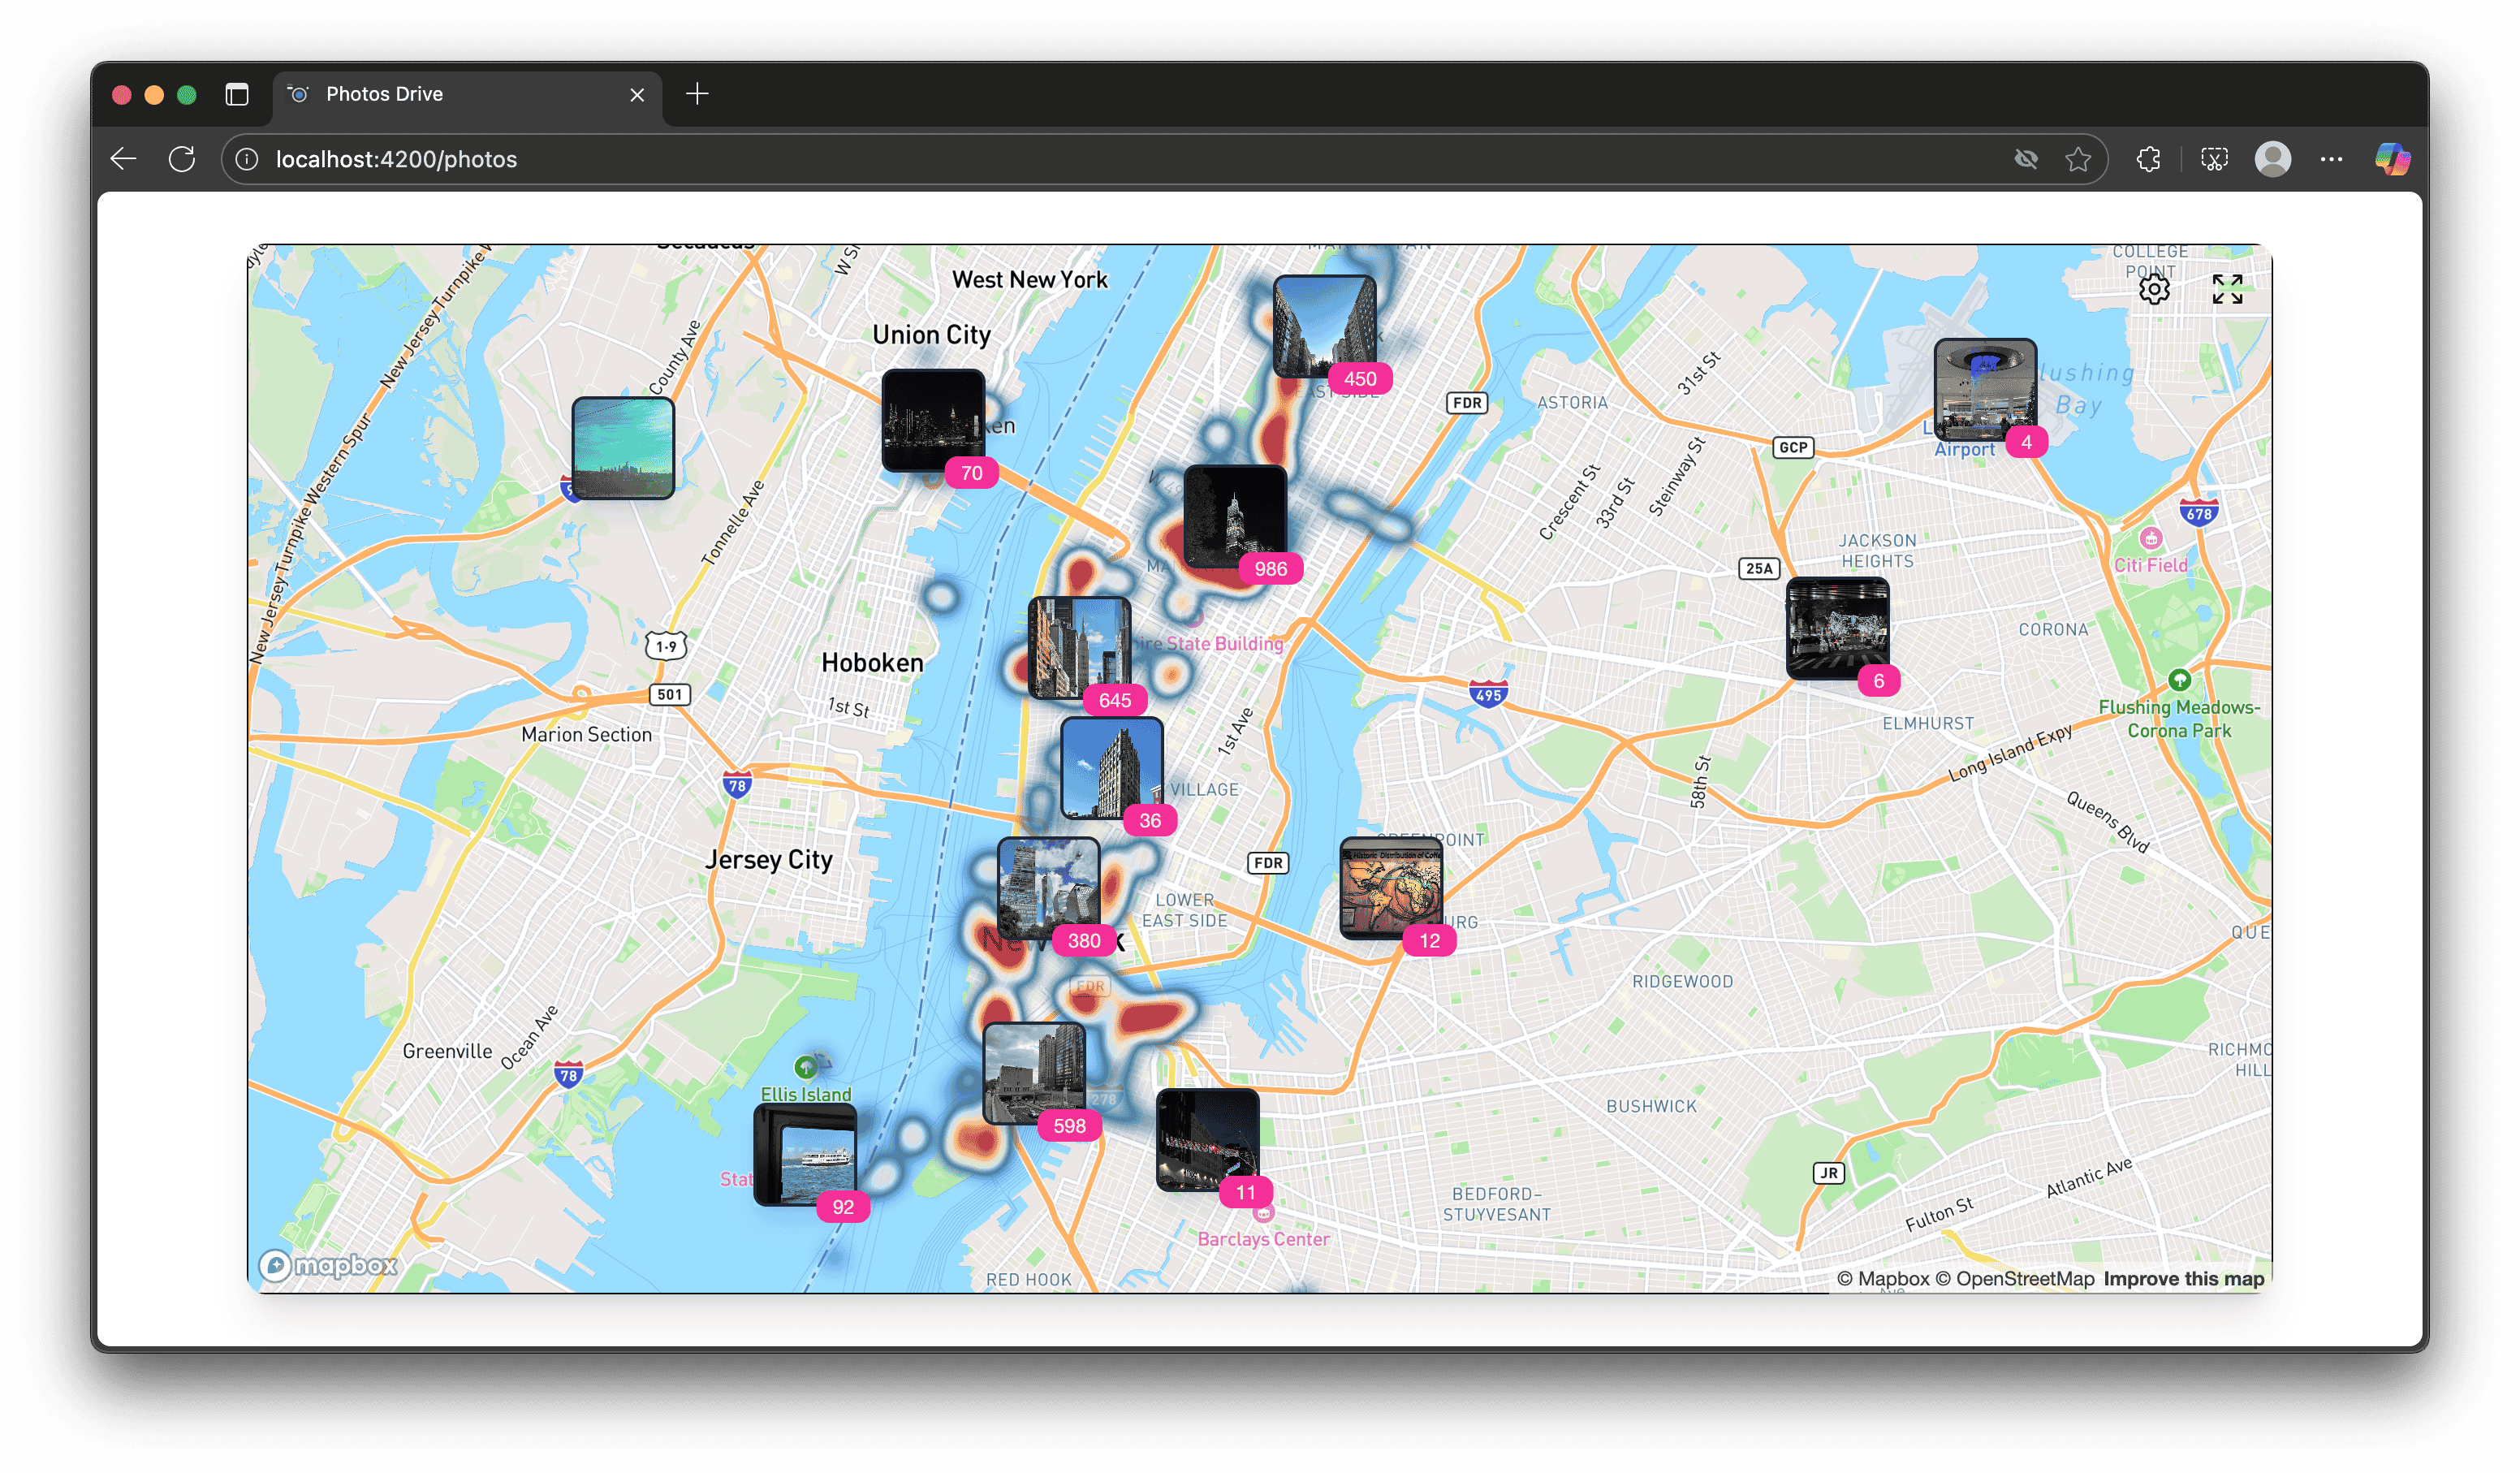 Photos Drive
localhost:4200/photos
West New York
Union City
COLLEGE
POINT
New Jersey Turnpike
County Ave
New Jersey Turnpike Western Spur
Tonnelle Ave
450
70
986
FDR
ASTORIA
31st St
Steinway St
33rd St
Crescent St
GCP
Bay
Airport
4
678
Citi Field
JACKSON
HEIGHTS
25A
CORONA
6
ELMHURST
Flushing Meadows-
Corona Park
Long Island Expy
Queens Blvd
58th St
495
State Building
645
1-9
501
Hoboken
1st St
Marion Section
78
1st Ave
VILLAGE
36
Jersey City
FDR
LOWER
EAST SIDE
380
Historic Distribution of
12
RIDGEWOOD
FDR
Greenville
Ocean Ave
78
Ellis Island
92
598
278
11
Barclays Center
RED HOOK
BUSHWICK
BEDFORD-
STUYVESANT
JR
Atlantic Ave
Fulton St
mapbox
© Mapbox © OpenStreetMap Improve this map